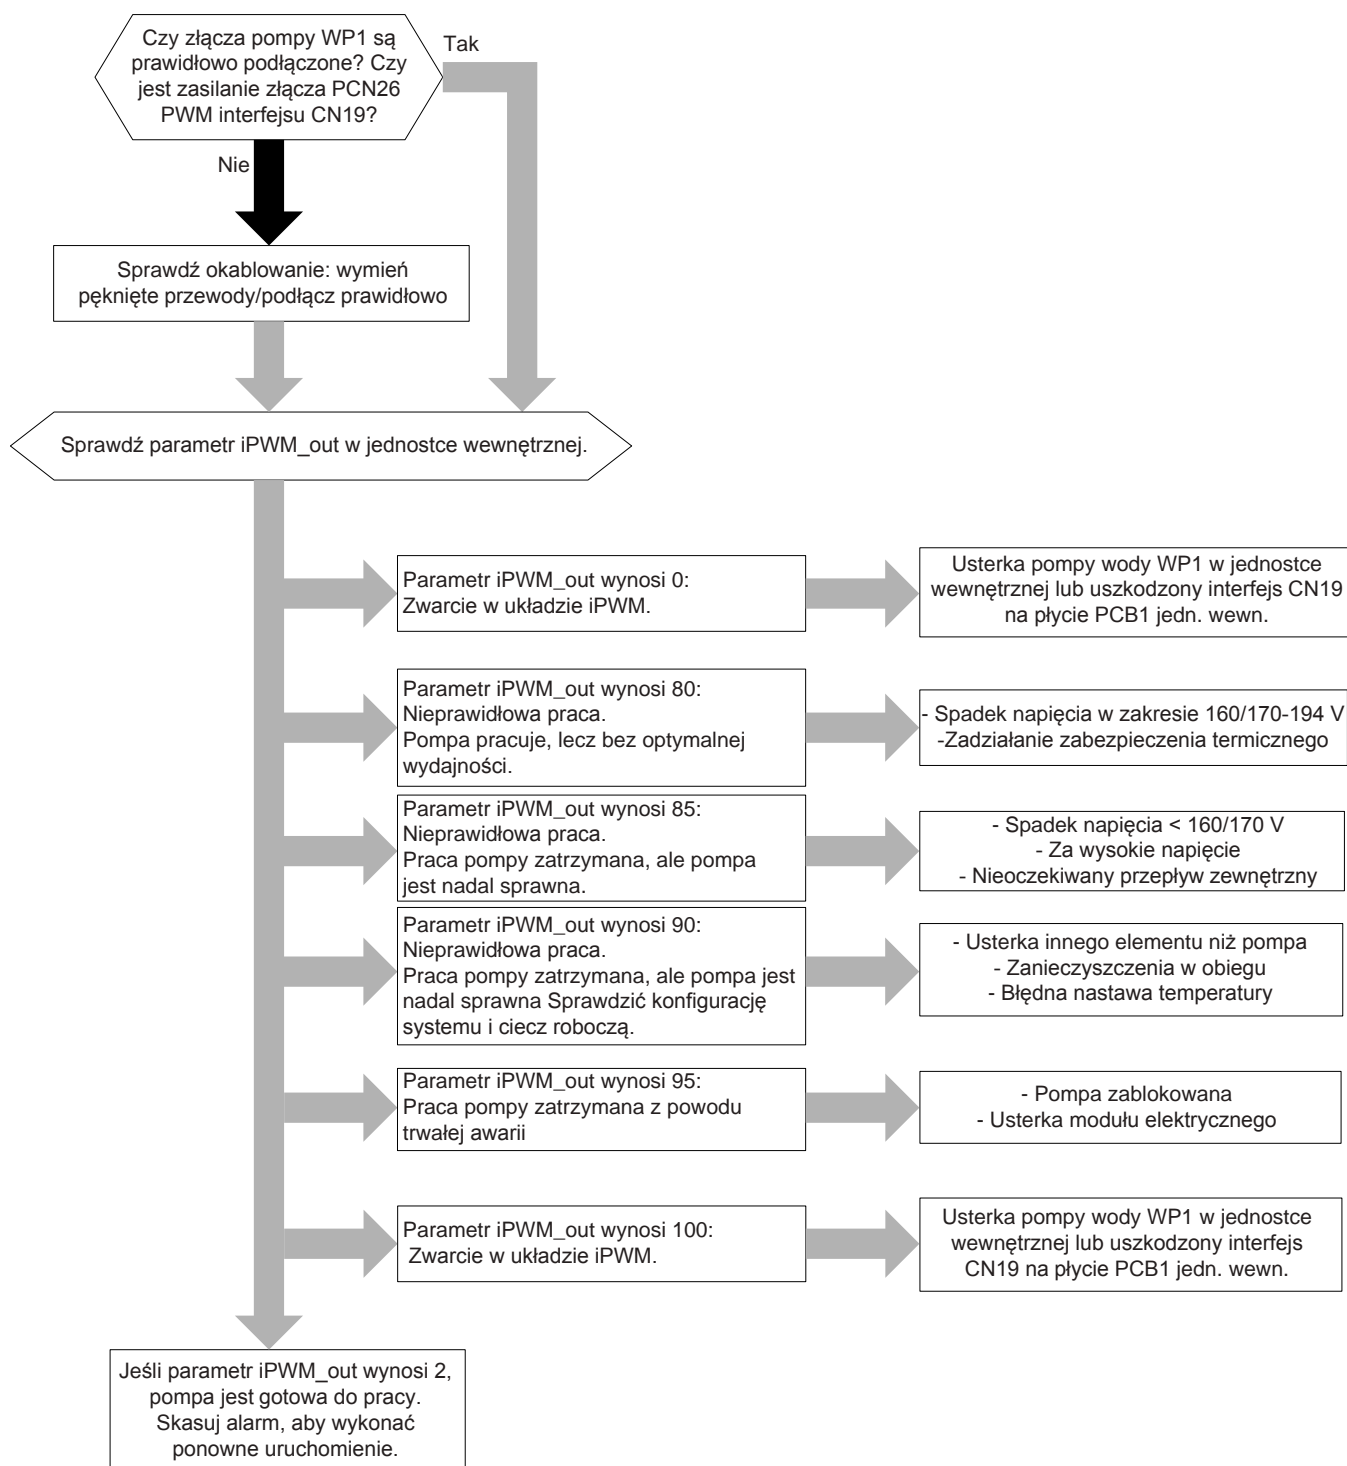 Czy złącza pompy WP1 są
prawidłowo podłączone? Czy
jest zasilanie złącza PCN26
PWM interfejsu CN19?
Tak
Nie
Sprawdź okablowanie: wymień
pęknięte przewody/podłącz prawidłowo
Sprawdź parametr iPWM_out w jednostce wewnętrznej.
Parametr iPWM_out wynosi 0:
Zwarcie w układzie iPWM.
Usterka pompy wody WP1 w jednostce
wewnętrznej lub uszkodzony interfejs CN19
na płycie PCB1 jedn. wewn.
Parametr iPWM_out wynosi 80:
Nieprawidłowa praca.
Pompa pracuje, lecz bez optymalnej
wydajności.
- Spadek napięcia w zakresie 160/170-194 V
-Zadziałanie zabezpieczenia termicznego
Parametr iPWM_out wynosi 85:
Nieprawidłowa praca.
Praca pompy zatrzymana, ale pompa
jest nadal sprawna.
- Spadek napięcia < 160/170 V
- Za wysokie napięcie
- Nieoczekiwany przepływ zewnętrzny
Parametr iPWM_out wynosi 90:
Nieprawidłowa praca.
Praca pompy zatrzymana, ale pompa jest
nadal sprawna Sprawdzić konfigurację
systemu i ciecz roboczą.
- Usterka innego elementu niż pompa
- Zanieczyszczenia w obiegu
- Błędna nastawa temperatury
Parametr iPWM_out wynosi 95:
Praca pompy zatrzymana z powodu
trwałej awarii
- Pompa zablokowana
- Usterka modułu elektrycznego
Parametr iPWM_out wynosi 100:
Zwarcie w układzie iPWM.
Usterka pompy wody WP1 w jednostce
wewnętrznej lub uszkodzony interfejs
CN19 na płycie PCB1 jedn. wewn.
Jeśli parametr iPWM_out wynosi 2,
pompa jest gotowa do pracy.
Skasuj alarm, aby wykonać
ponowne uruchomienie.